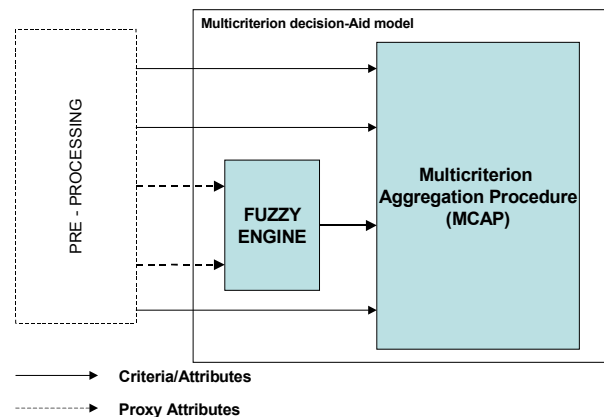 Multicriterion decision-Aid model
PRE - PROCESSING
FUZZY
ENGINE
Multicriterion
Aggregation Procedure
(MCAP)
Criteria/Attributes
Proxy Attributes